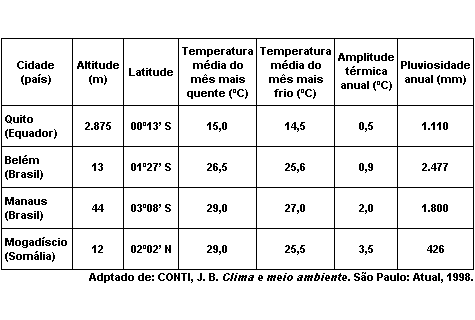 Cidade (país) Altitude (m) Latitude Temperatura média do mês mais quente (ºC) Temperatura média do mês mais frio (ºC) Amplitude térmica anual (ºC) Pluviosidade anual (mm)
Quito (Equador) 2.875 00º13’ S 15,0 14,5 0,5 1.110
Belém (Brasil) 13 01º27’ S 26,5 25,6 0,9 2.477
Manaus (Brasil) 44 03º08’ S 29,0 27,0 2,0 1.800
Mogadíscio (Somália) 12 02º02’ N 29,0 25,5 3,5 426
Adptado de: CONTI, J. B. Clima e meio ambiente. São Paulo: Atual, 1998.